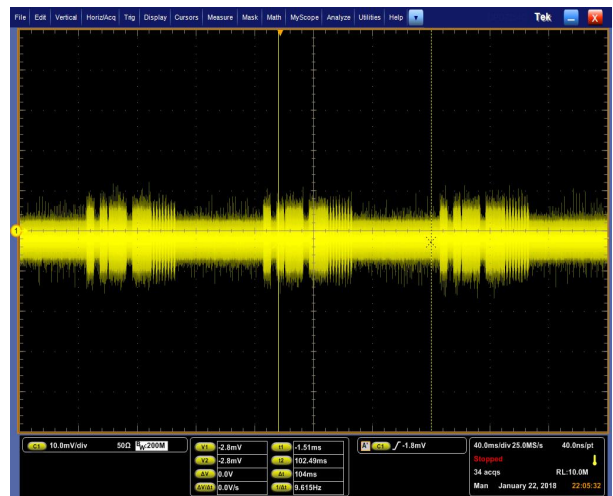 File Edit Vertical Horiz/Acq Trig Display Cursors Measure Mask Math MyScope Analyze Utilities Help Tek X
1
C1 10.0mV/div 50Ω BW:200M
V1 -2.8mV t1 -1.51ms
V2 -2.8mV t2 102.49ms
ΔV 0.0V Δt 104ms
ΔV/Δt 0.0V/s 1/Δt 9.615Hz
A' C1 -1.8mV
40.0ms/div 25.0MS/s 40.0ns/pt
Stopped
34 acqs RL:10.0M
Man January 22, 2018 22:05:32